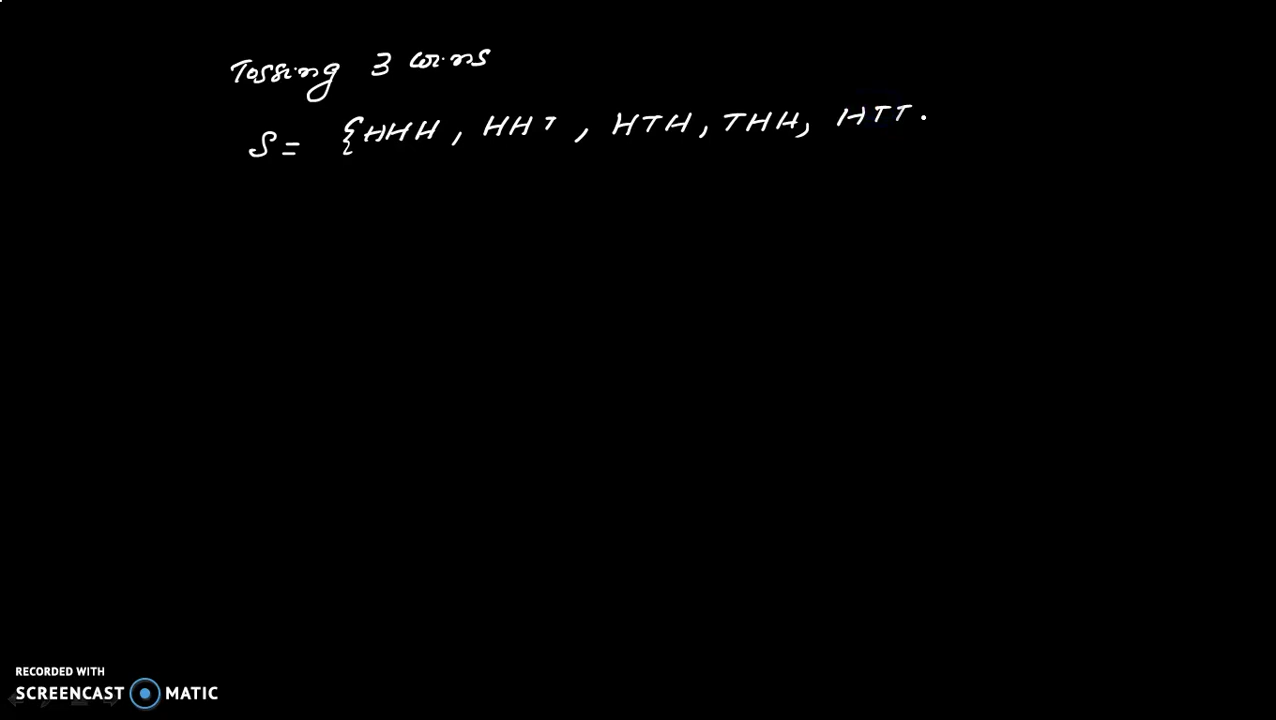 Tossing 3 coins
S = {HHH, HHT, HTH, THH, HTT.
RECORDED WITH
SCREENCAST MATIC